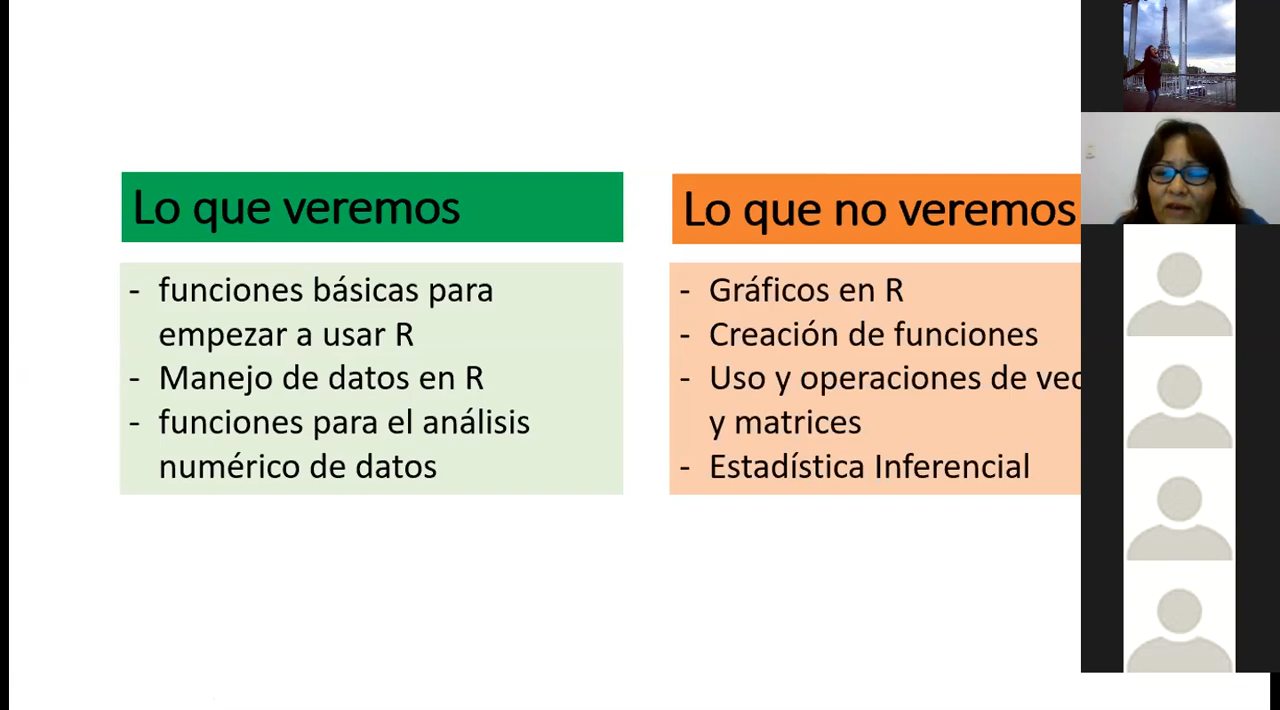 Lo que veremos
- funciones básicas para
empezar a usar R
- Manejo de datos en R
- funciones para el análisis
numérico de datos
Lo que no veremos
- Gráficos en R
- Creación de funciones
- Uso y operaciones de
y matrices
- Estadística Inferencial